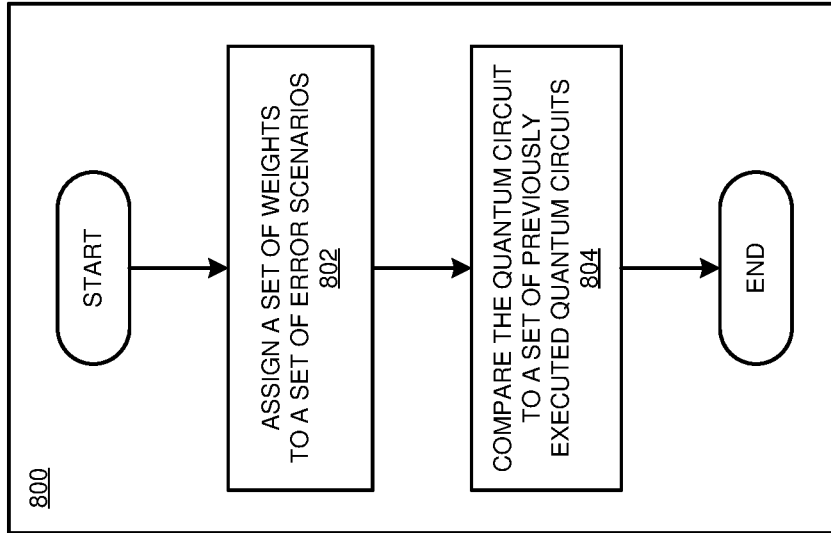 800
START
ASSIGN A SET OF WEIGHTS
TO A SET OF ERROR SCENARIOS
802
COMPARE THE QUANTUM CIRCUIT
TO A SET OF PREVIOUSLY
EXECUTED QUANTUM CIRCUITS
804
END